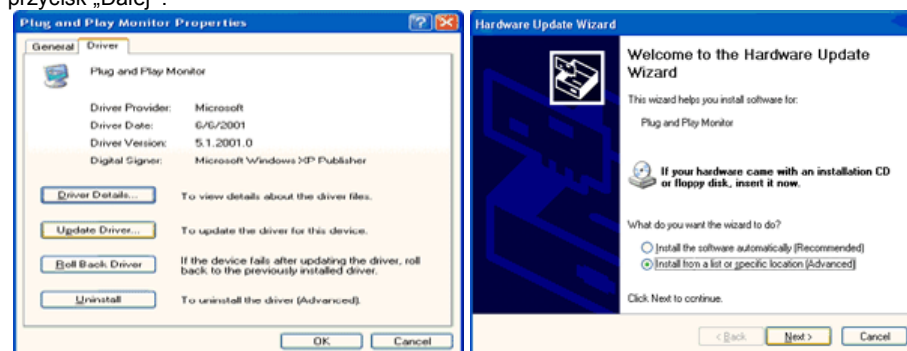 przycisk „Dalej”.
Plug and Play Monitor Properties
General Driver
Plug and Play Monitor
Driver Provider: Microsoft
Driver Date: 6/6/2001
Driver Version: 5.1.2001.0
Digital Signer: Microsoft Windows XP Publisher
Driver Details... To view details about the driver files.
Update Driver... To update the driver for this device.
Roll Back Driver If the device fails after updating the driver, roll
back to the previously installed driver.
Uninstall To uninstall the driver (Advanced).
OK Cancel
Hardware Update Wizard
Welcome to the Hardware Update
Wizard
This wizard helps you install software for:
Plug and Play Monitor
If your hardware came with an installation CD
or floppy disk, insert it now.
What do you want the wizard to do?
Install the software automatically (Recommended)
Install from a list or specific location (Advanced)
Click Next to continue.
< Back Next > Cancel